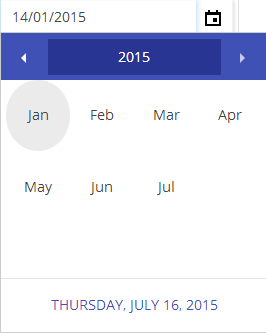 14/01/2015
2015
Jan Feb Mar Apr
May Jun Jul
THURSDAY, JULY 16, 2015